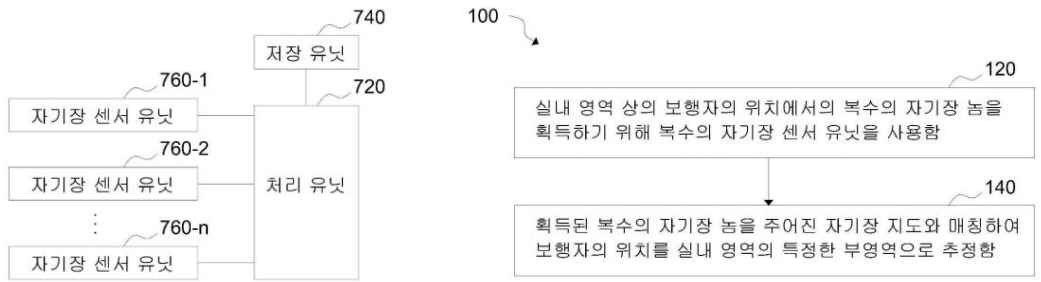 740
저장 유닛
760-1
720
자기장 센서 유닛
760-2
자기장 센서 유닛
처리 유닛
760-n
자기장 센서 유닛
100
120
실내 영역 상의 보행자의 위치에서의 복수의 자기장 놈을
획득하기 위해 복수의 자기장 센서 유닛을 사용함
140
획득된 복수의 자기장 놈을 주어진 자기장 지도와 매칭하여
보행자의 위치를 실내 영역의 특정한 부영역으로 추정함